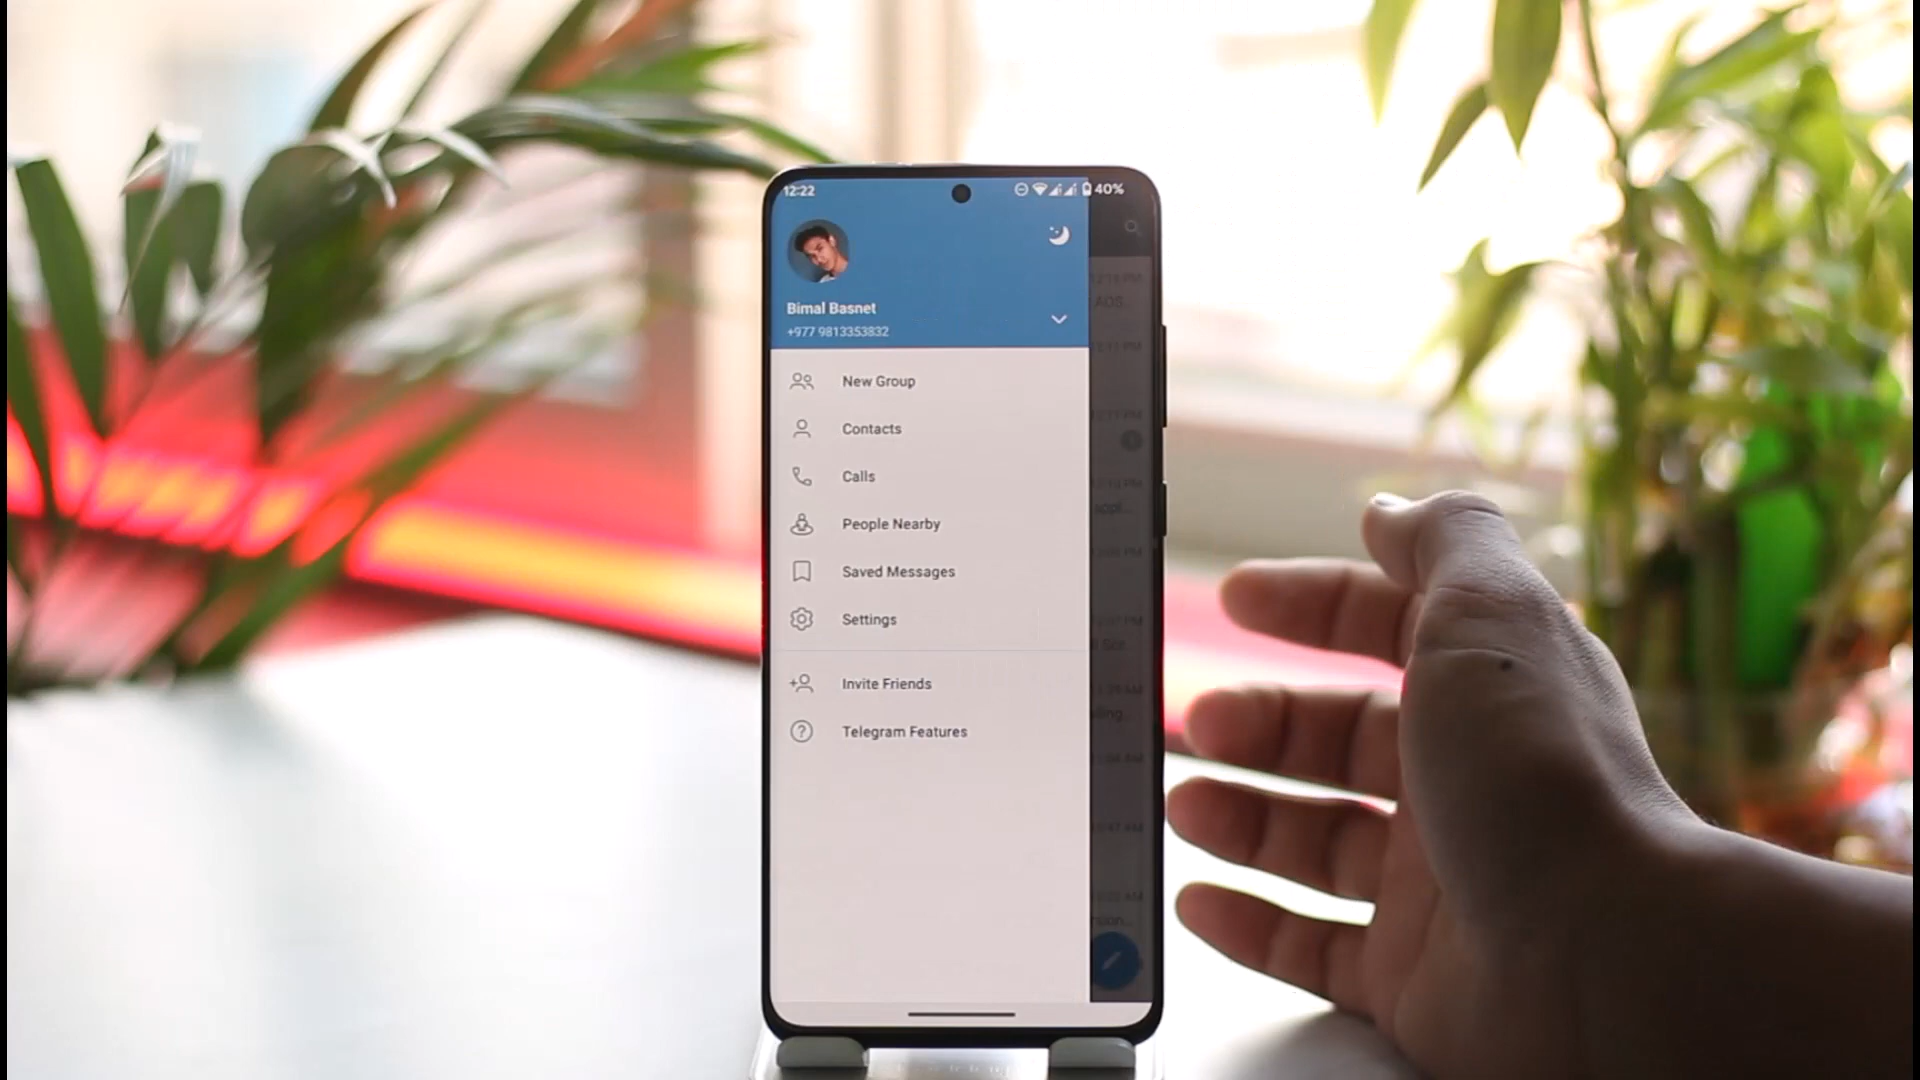 12:22
40%
Bimal Basnet
+977 9813353832
New Group
Contacts
Calls
People Nearby
Saved Messages
Settings
Invite Friends
Telegram Features